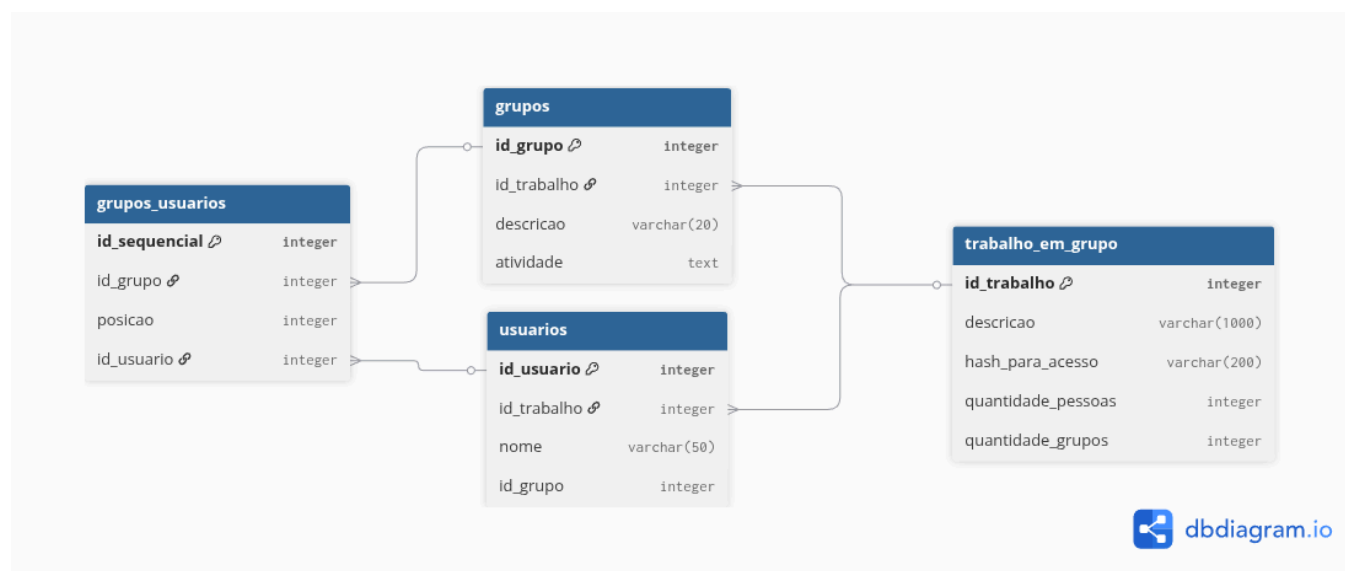 grupos_usuarios
id_sequencial integer
id_grupo integer
posicao integer
id_usuario integer
grupos
id_grupo integer
id_trabalho integer
descricao varchar(20)
atividade text
usuarios
id_usuario integer
id_trabalho integer
nome varchar(50)
id_grupo integer
trabalho_em_grupo
id_trabalho integer
descricao varchar(1000)
hash_para_acesso varchar(200)
quantidade_pessoas integer
quantidade_grupos integer
dbdiagram.io